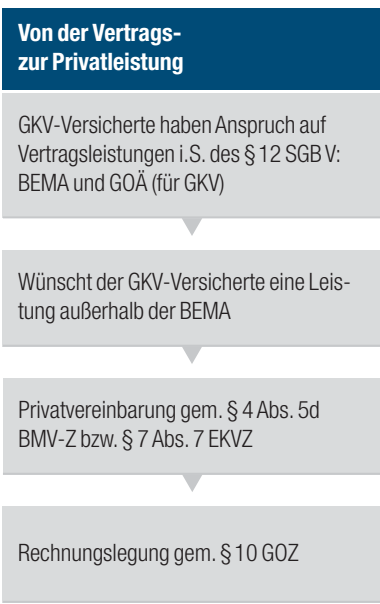 Von der Vertrags-
zur Privatleistung
GKV-Versicherte haben Anspruch auf
Vertragsleistungen i.S. des § 12 SGB V:
BEMA und GOÄ (für GKV)
Wünscht der GKV-Versicherte eine Leis-
tung außerhalb der BEMA
Privatvereinbarung gem. § 4 Abs. 5d
BMV-Z bzw. § 7 Abs. 7 EKVZ
Rechnungslegung gem. § 10 GOZ